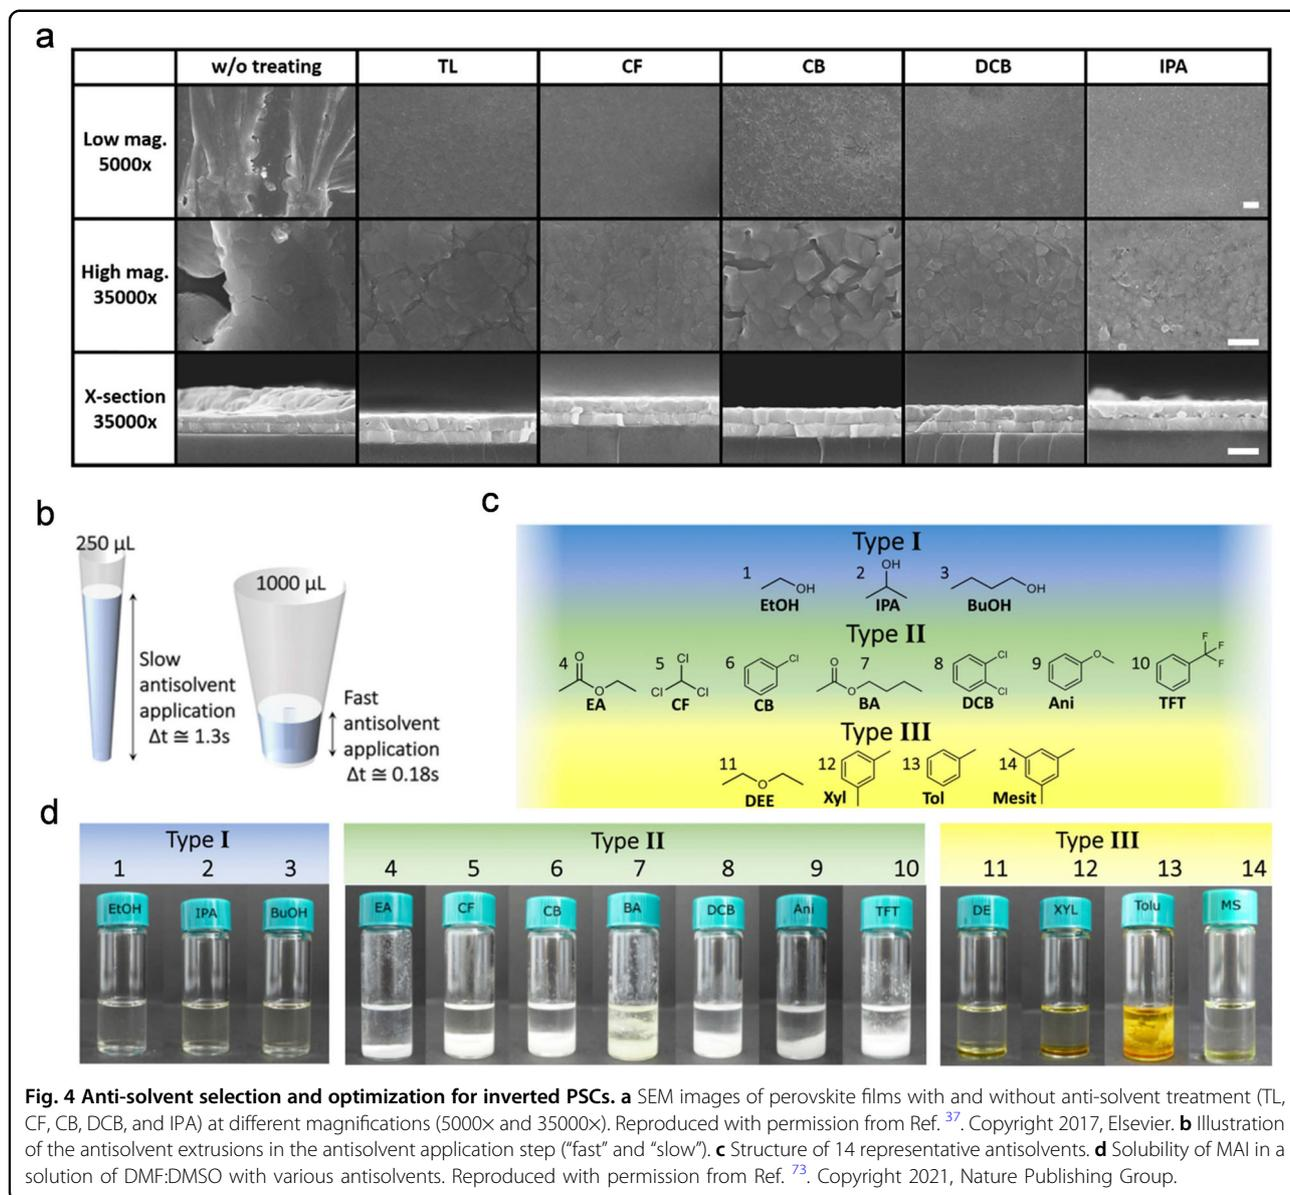 a
w/o treating TL CF CB DCB IPA
Low mag.
5000x
High mag.
35000x
X-section
35000x
b
250 μL
1000 μL
Slow
antisolvent
application
Δt ≅ 1.3s
Fast
antisolvent
application
Δt ≅ 0.18s
c
Type I
1 OH EtOH
2 OH IPA
3 OH BuOH
Type II
4 O O EA
5 Cl Cl Cl CF
6 Cl CB
7 O O BA
8 Cl Cl DCB
9 O Ani
10 F F F TFT
Type III
11 O DEE
12 Xyl
13 Tol
14 Mesit
d
Type I
1 2 3
EtOH IPA BuOH
Type II
4 5 6 7 8 9 10
EA CF CB BA DCB Ani TFT
Type III
11 12 13 14
DE XYL Tolu MS
Fig. 4 Anti-solvent selection and optimization for inverted PSCs. a SEM images of perovskite films with and without anti-solvent treatment (TL,
CF, CB, DCB, and IPA) at different magnifications (5000× and 35000×). Reproduced with permission from Ref. 37. Copyright 2017, Elsevier. b Illustration
of the antisolvent extrusions in the antisolvent application step (“fast” and “slow”). c Structure of 14 representative antisolvents. d Solubility of MAI in a
solution of DMF:DMSO with various antisolvents. Reproduced with permission from Ref. 73. Copyright 2021, Nature Publishing Group.